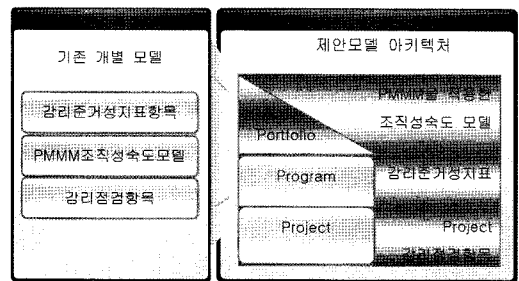 기존 개별 모델
감리준거성지표항목
PMMM조직성숙도모델
감리점검항목
제안모델 아키텍처
PMMM을 적용한
조직성숙도 모델
Portfolio
Program
감리준거성지표
Project
Project
감리점검항목